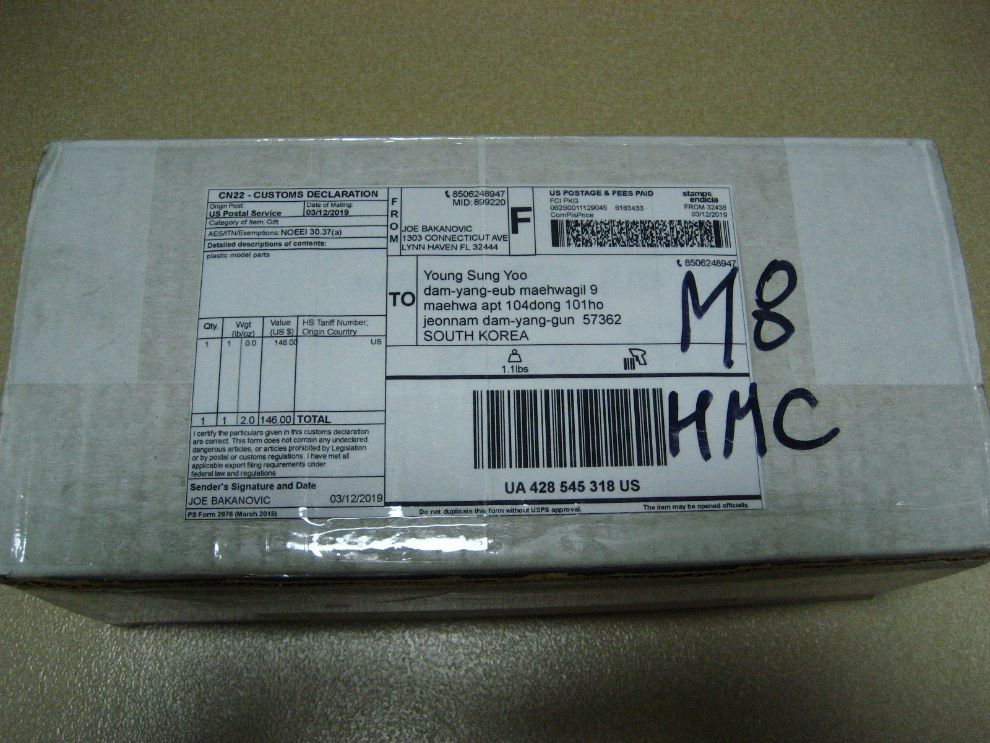 CN22 - CUSTOMS DECLARATION
Origin Post:
US Postal Service
Date of Mailing:
03/12/2019
Category of Item: Gift
AES/ITN/Exemptions NOEEI 30.37(a)
Detailed descriptions of contents:
plastic model parts
Qty. Wgt (lb/oz) Value (US $) HS Tariff Number; Origin Country
1 1 0.0 146.00 US
1 1 2.0 146.00 TOTAL
I certify the particulars given in this customs declaration
are correct. This form does not contain any undeclared
dangerous articles, or articles prohibited by Legislation
or by postal or customs regulations. I have met all
applicable export filing requirements under
federal law and regulations
Sender's Signature and Date
JOE BAKANOVIC 03/12/2019
PS Form 2976 (March 2015)
FROM
8506248947
MID: 899220
JOE BAKANOVIC
1303 CONNECTICUT AVE
LYNN HAVEN FL 32444
F
US POSTAGE & FEES PAID
FCI PKG
062S0011129045 6163433
ComPlsPrice
stamps
endicia
FROM 32438
03/12/2019
8506248947
TO
Young Sung Yoo
dam-yang-eub maehwagil 9
maehwa apt 104dong 101ho
jeonnam dam-yang-gun 57362
SOUTH KOREA
1.1lbs
M8
HMC
UA 428 545 318 US
Do not duplicate this form without USPS approval.
The item may be opened officially.